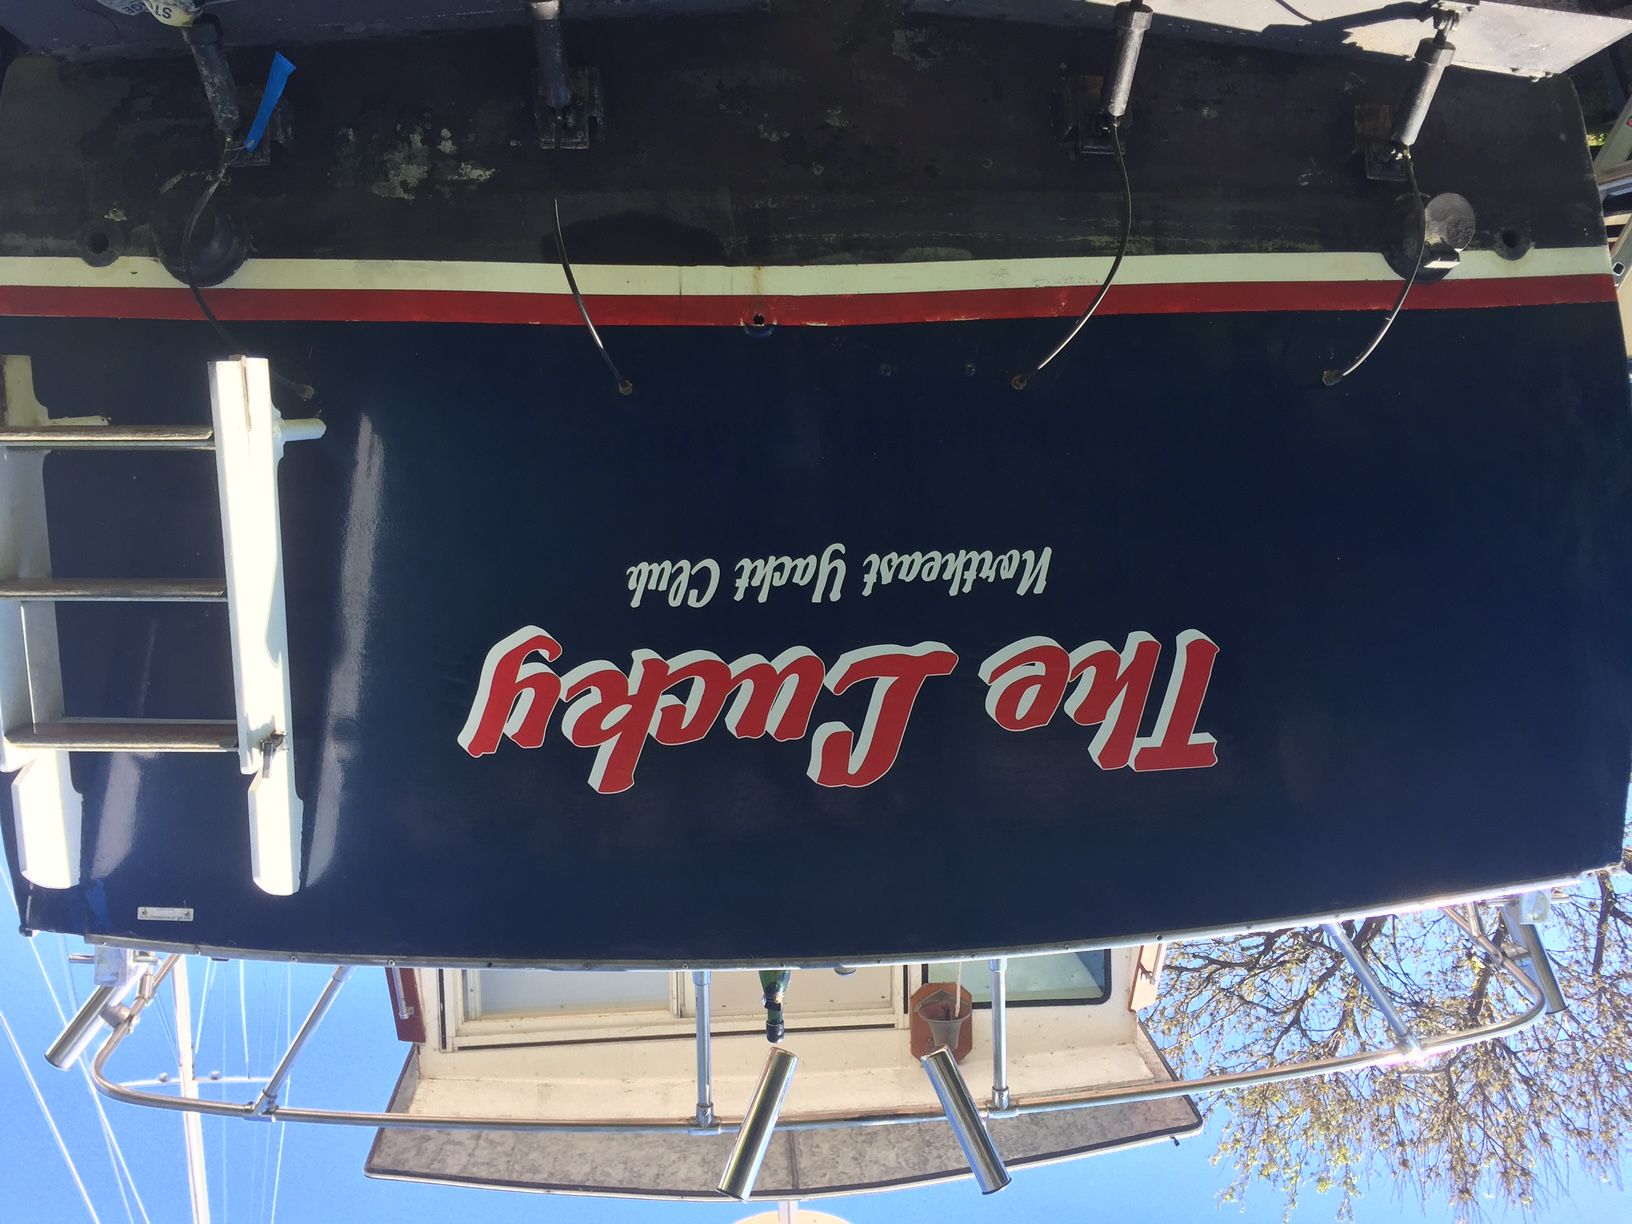 The Lucky
Northeast Yacht Club